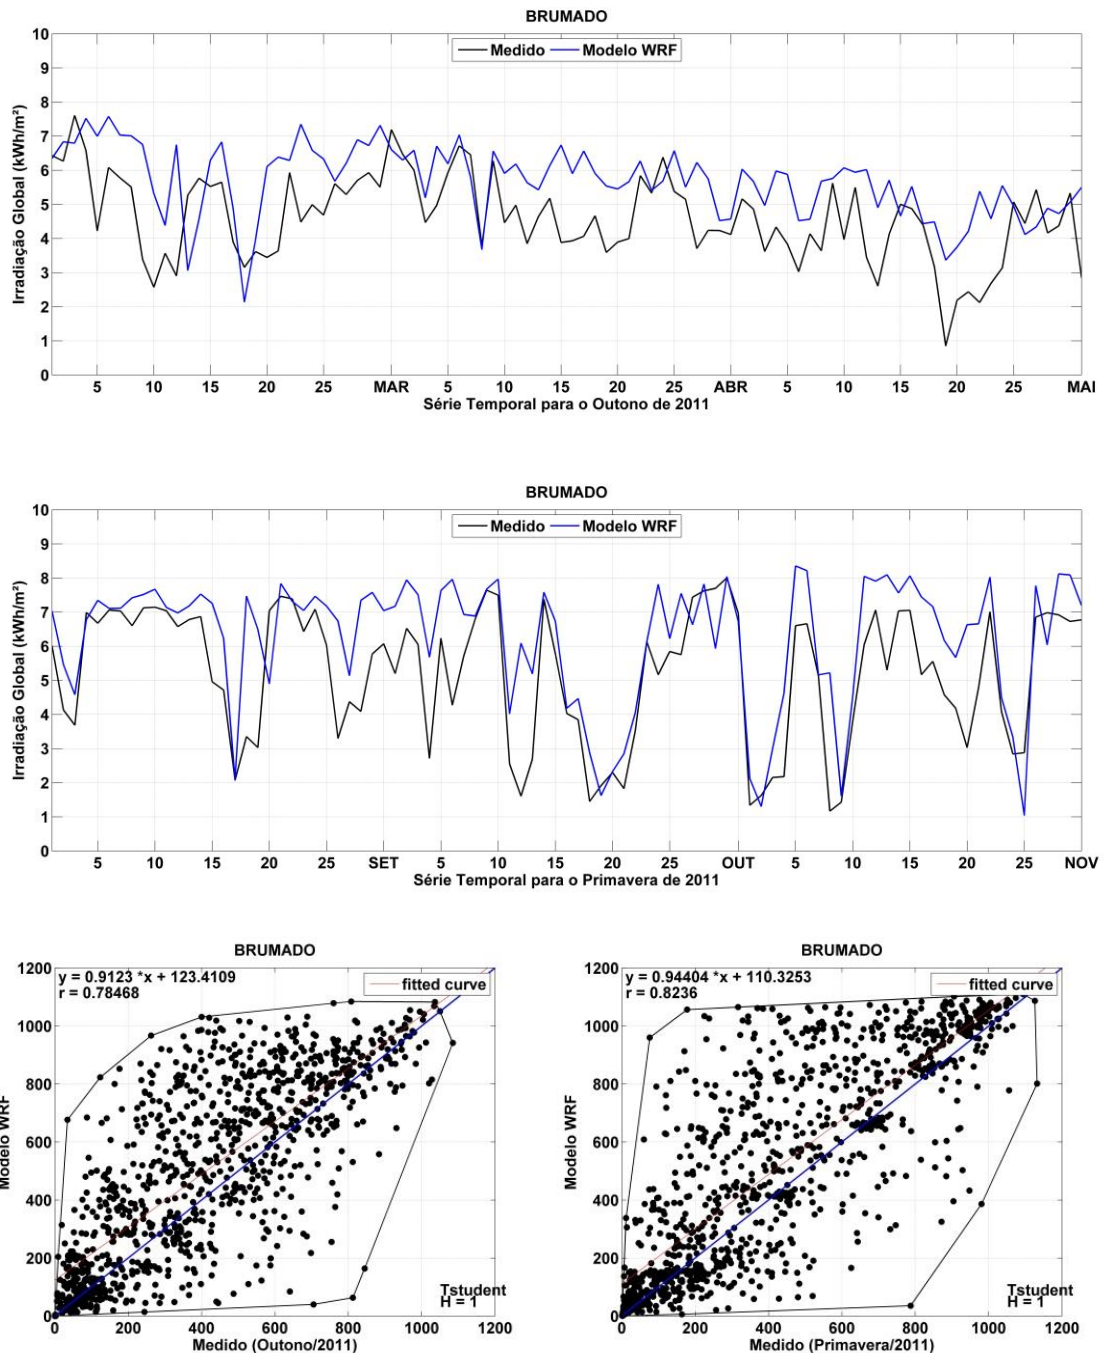 BRUMADO
Medido Modelo WRF
Irradiação Global (kWh/m²)
10
9
8
7
6
5
4
3
2
1
0
5 10 15 20 25 MAR 5 10 15 20 25 ABR 5 10 15 20 25 MAI
Série Temporal para o Outono de 2011
BRUMADO
Medido Modelo WRF
Irradiação Global (kWh/m²)
10
9
8
7
6
5
4
3
2
1
0
5 10 15 20 25 SET 5 10 15 20 25 OUT 5 10 15 20 25 NOV
Série Temporal para o Primavera de 2011
BRUMADO
y = 0.9123 *x + 123.4109
r = 0.78468
fitted curve
Modelo WRF
1200
1000
800
600
400
200
0
Tstudent
H = 1
0 200 400 600 800 1000 1200
Medido (Outono/2011)
BRUMADO
y = 0.94404 *x + 110.3253
r = 0.8236
fitted curve
Modelo WRF
1200
1000
800
600
400
200
0
Tstudent
H = 1
0 200 400 600 800 1000 1200
Medido (Primavera/2011)